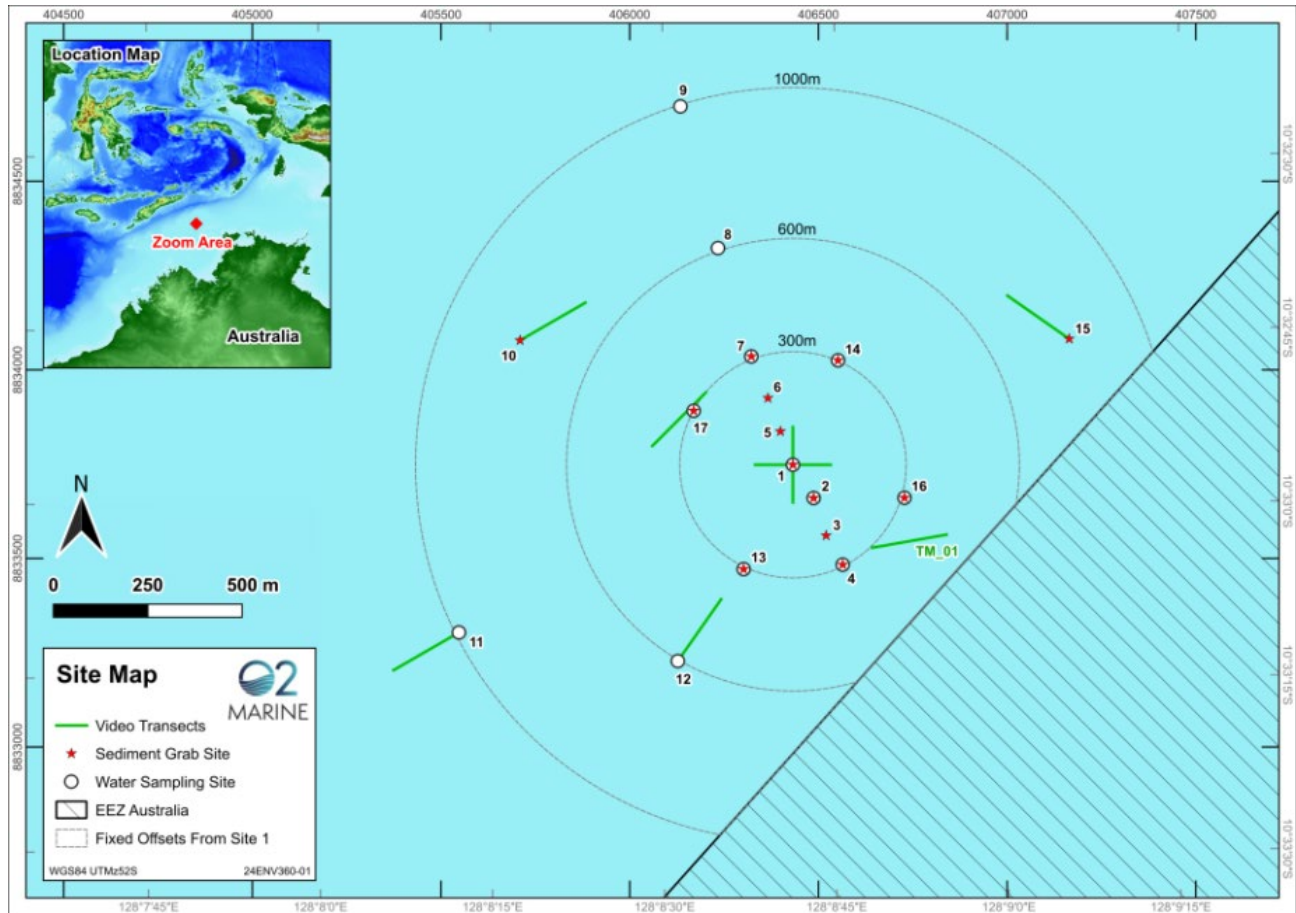 404500 405000 405500 406000 406500 407000 407500
Location Map
Zoom Area
Australia
1000m
600m
300m
9
8
7
14
15
10
6
17
5
1
2
16
3
TM_01
13
4
11
12
N
0 250 500 m
Site Map
O2
MARINE
Video Transects
Sediment Grab Site
Water Sampling Site
EEZ Australia
Fixed Offsets From Site 1
WGS84 UTMz52S 24ENV360-01
8834500
8834000
8833500
8833000
10°32'30"S
10°32'45"S
10°33'0"S
10°33'15"S
10°33'30"S
128°7'45"E 128°8'0"E 128°8'15"E 128°8'30"E 128°8'45"E 128°9'0"E 128°9'15"E